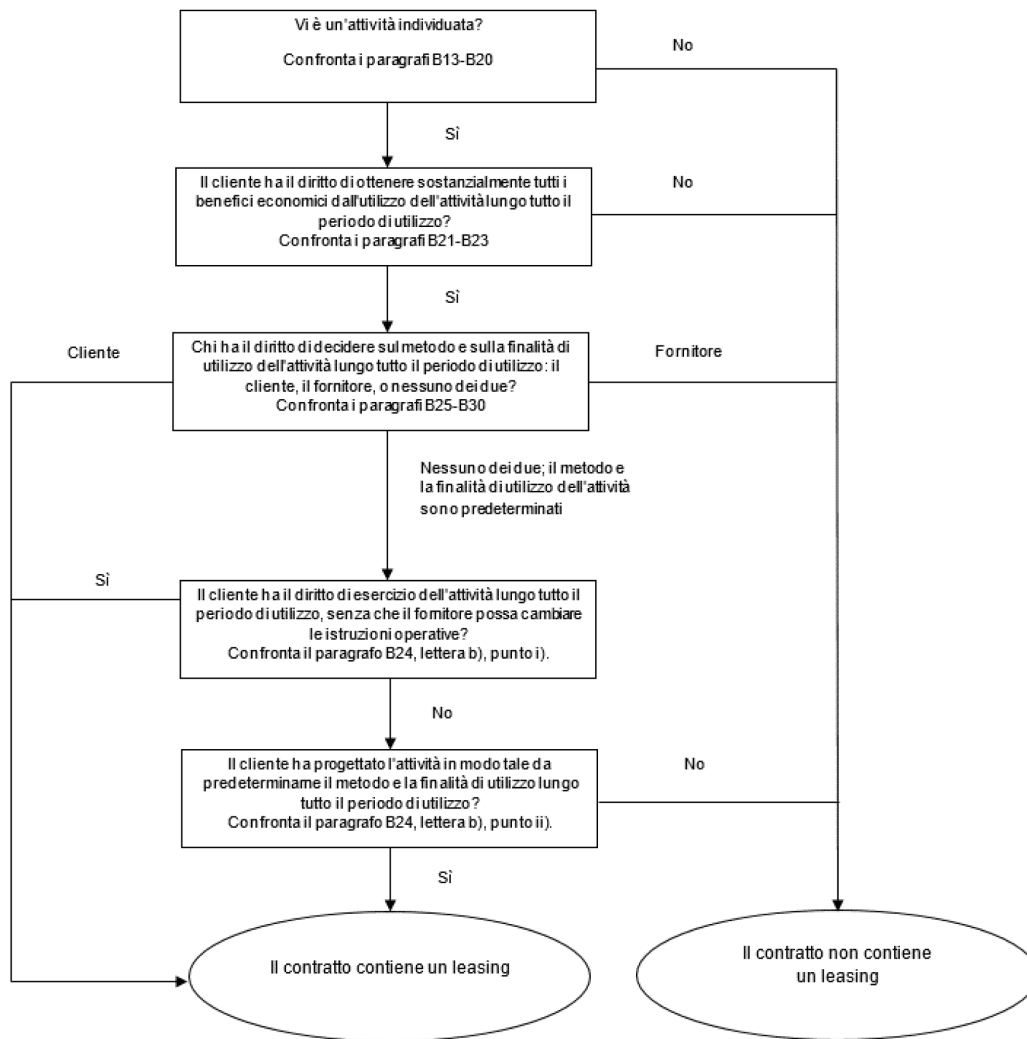 Vi è un'attività individuata?
Confronta i paragrafi B13-B20
No
Sì
Il cliente ha il diritto di ottenere sostanzialmente tutti i
benefici economici dall'utilizzo dell'attività lungo tutto il
periodo di utilizzo?
Confronta i paragrafi B21-B23
No
Sì
Cliente
Chi ha il diritto di decidere sul metodo e sulla finalità di
utilizzo dell'attività lungo tutto il periodo di utilizzo: il
cliente, il fornitore, o nessuno dei due?
Confronta i paragrafi B25-B30
Fornitore
Nessuno dei due; il metodo e
la finalità di utilizzo dell'attività
sono predeterminati
Sì
Il cliente ha il diritto di esercizio dell'attività lungo tutto il
periodo di utilizzo, senza che il fornitore possa cambiare
le istruzioni operative?
Confronta il paragrafo B24, lettera b), punto i).
No
Il cliente ha progettato l'attività in modo tale da
predeterminarne il metodo e la finalità di utilizzo lungo
tutto il periodo di utilizzo?
Confronta il paragrafo B24, lettera b), punto ii).
No
Sì
Il contratto contiene un leasing
Il contratto non contiene
un leasing